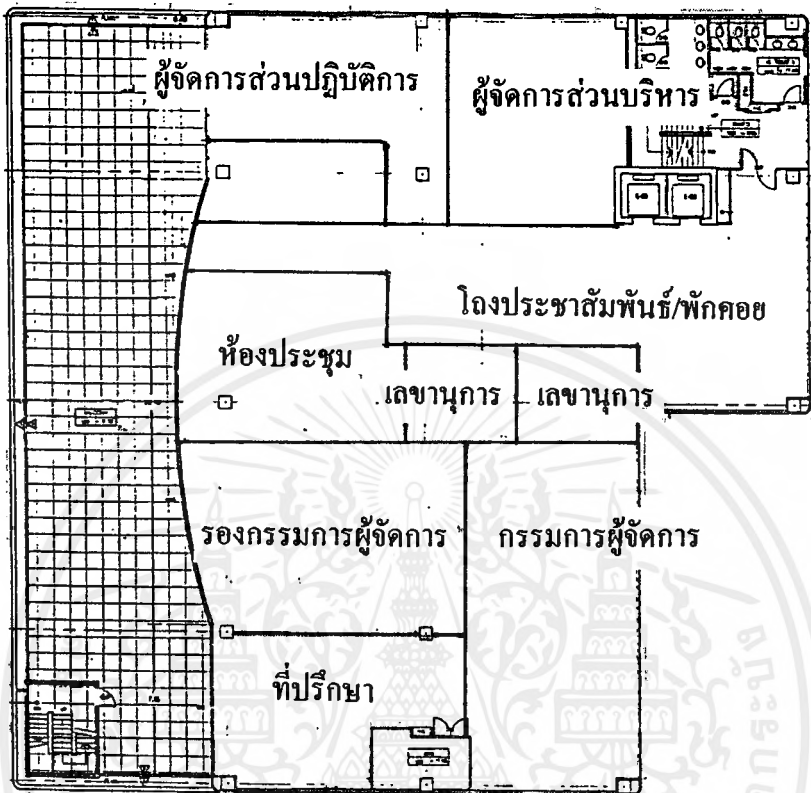 ผู้จัดการส่วนปฏิบัติการ
ผู้จัดการส่วนบริหาร
โถงประชาสัมพันธ์/พักคอย
ห้องประชุม
เลขานุการ
เลขานุการ
รองกรรมการผู้จัดการ
กรรมการผู้จัดการ
ที่ปรึกษา